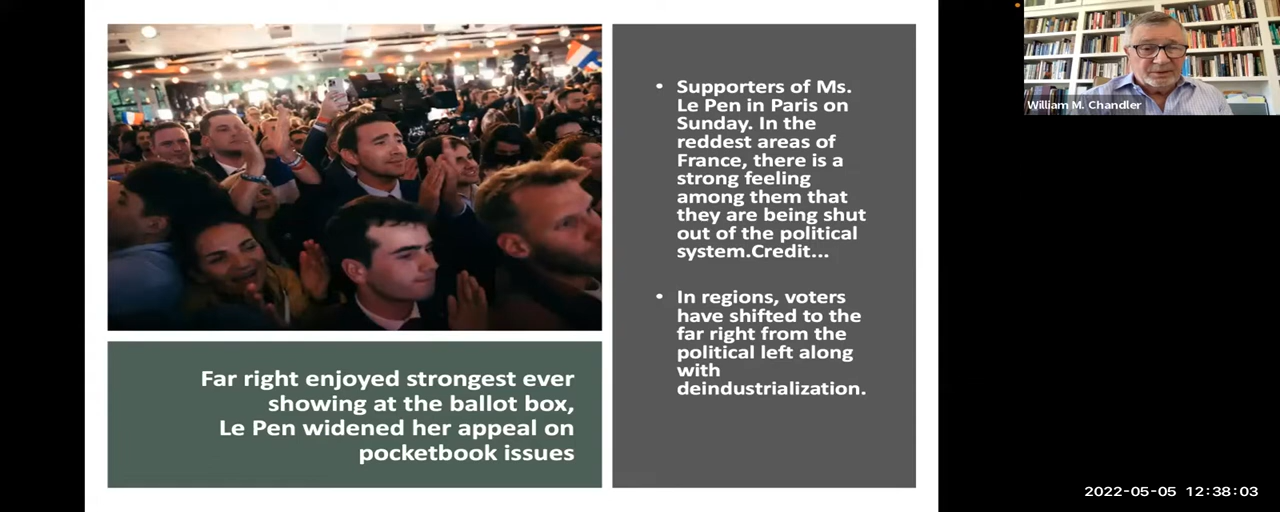 • Supporters of Ms.
Le Pen in Paris on
Sunday. In the
reddest areas of
France, there is a
strong feeling
among them that
they are being shut
out of the political
system.Credit...
• In regions, voters
have shifted to the
far right from the
political left along
with
deindustrialization.
Far right enjoyed strongest ever
showing at the ballot box,
Le Pen widened her appeal on
pocketbook issues
William M. Chandler
2022-05-05 12:38:03